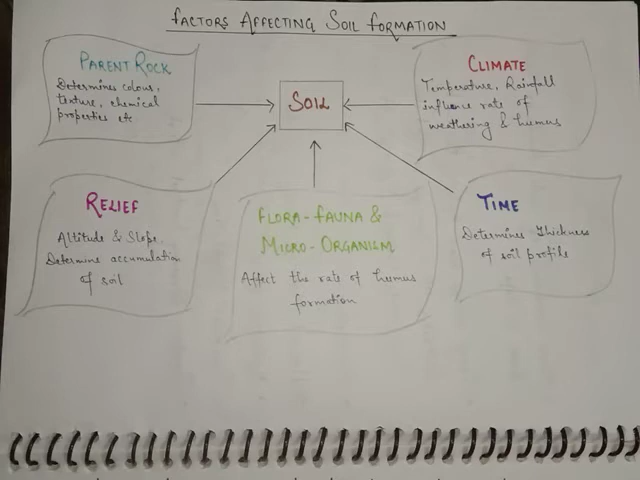 FACTORS AFFECTING SOIL FORMATION
PARENT ROCK
Determines colour,
texture, chemical
properties etc
SOIL
CLIMATE
Temperature, Rainfall
influence rate of
weathering & humus
RELIEF
Altitude & Slope,
Determine accumulation
of soil
FLORA-FAUNA &
MICRO-ORGANISM
Affect the rate of humus
formation
TIME
Determines Thickness
of soil profile